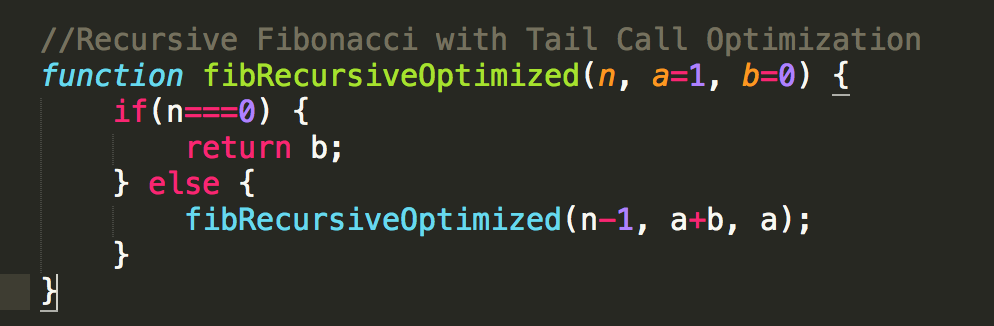 //Recursive Fibonacci with Tail Call Optimization
function fibRecursiveOptimized(n, a=1, b=0) {
    if(n===0) {
        return b;
    } else {
        fibRecursiveOptimized(n-1, a+b, a);
    }
}